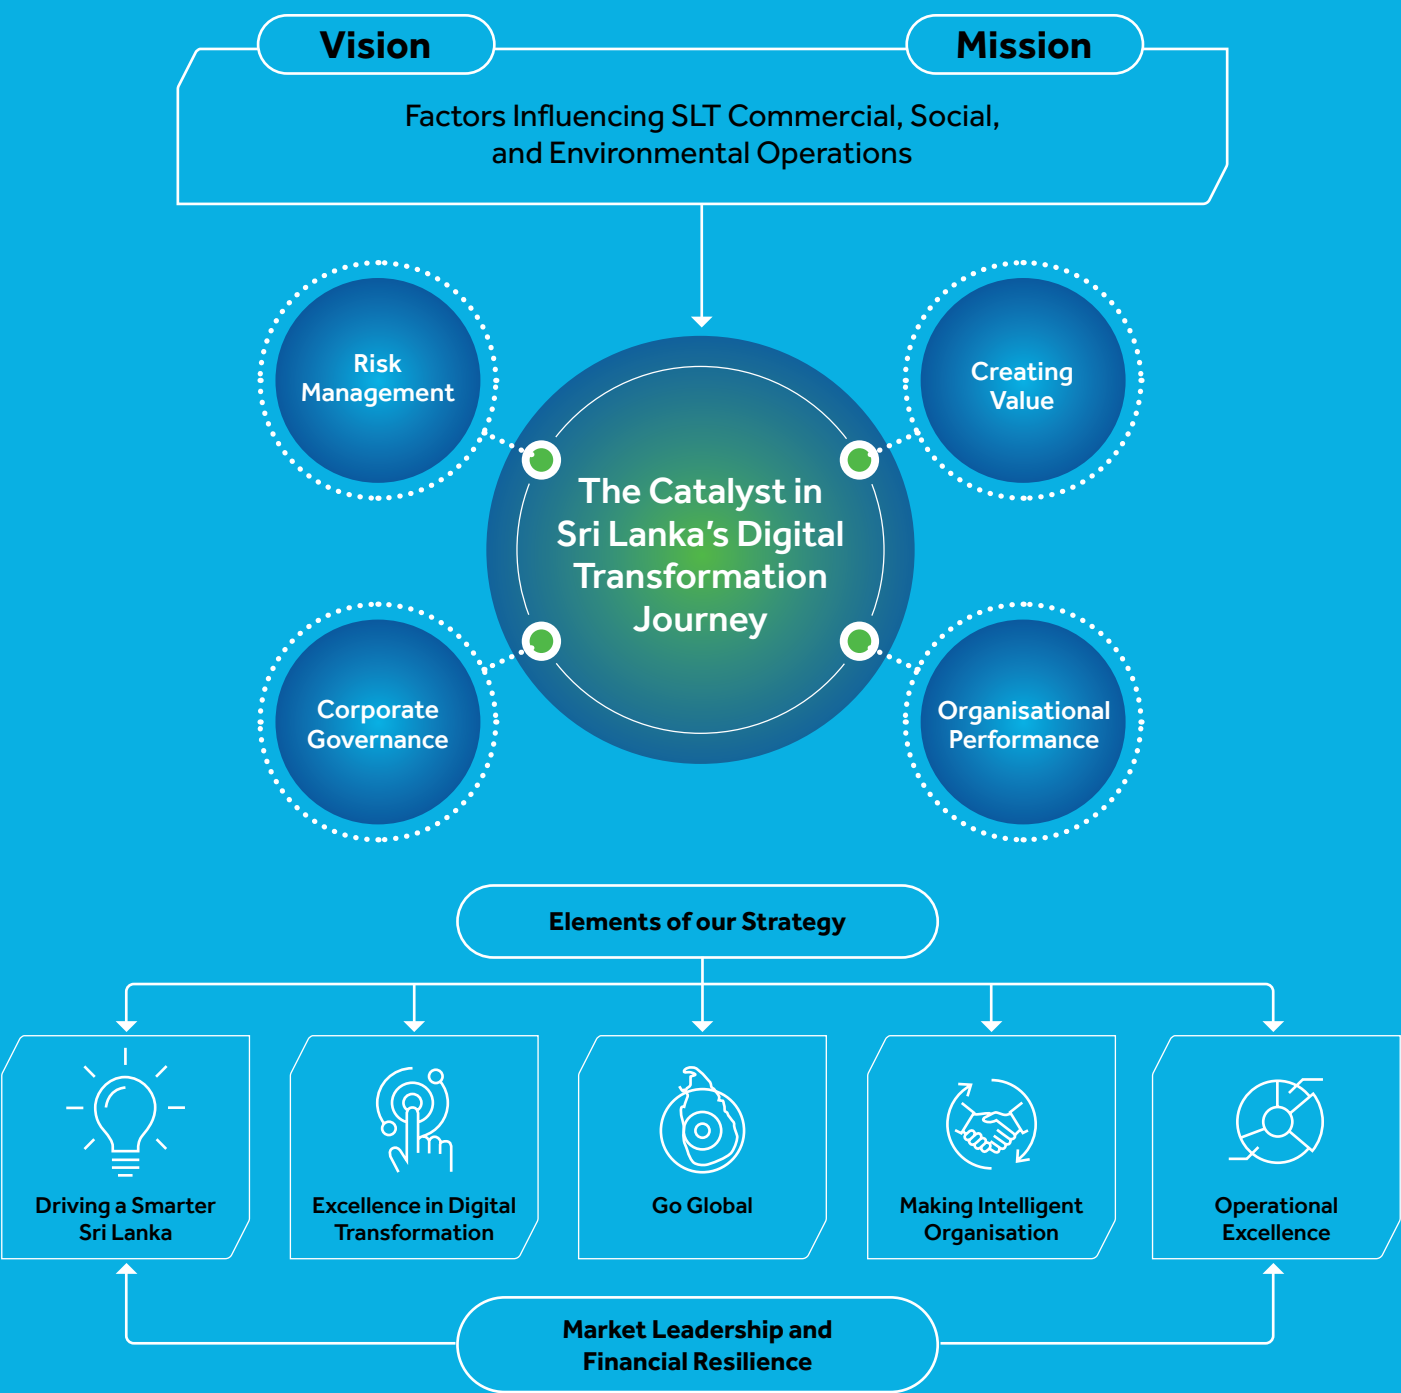 Vision
Mission
Factors Influencing SLT Commercial, Social,
and Environmental Operations
Risk
Management
Creating
Value
The Catalyst in
Sri Lanka’s Digital
Transformation
Journey
Corporate
Governance
Organisational
Performance
Elements of our Strategy
Driving a Smarter
Sri Lanka
Excellence in Digital
Transformation
Go Global
Making Intelligent
Organisation
Operational
Excellence
Market Leadership and
Financial Resilience